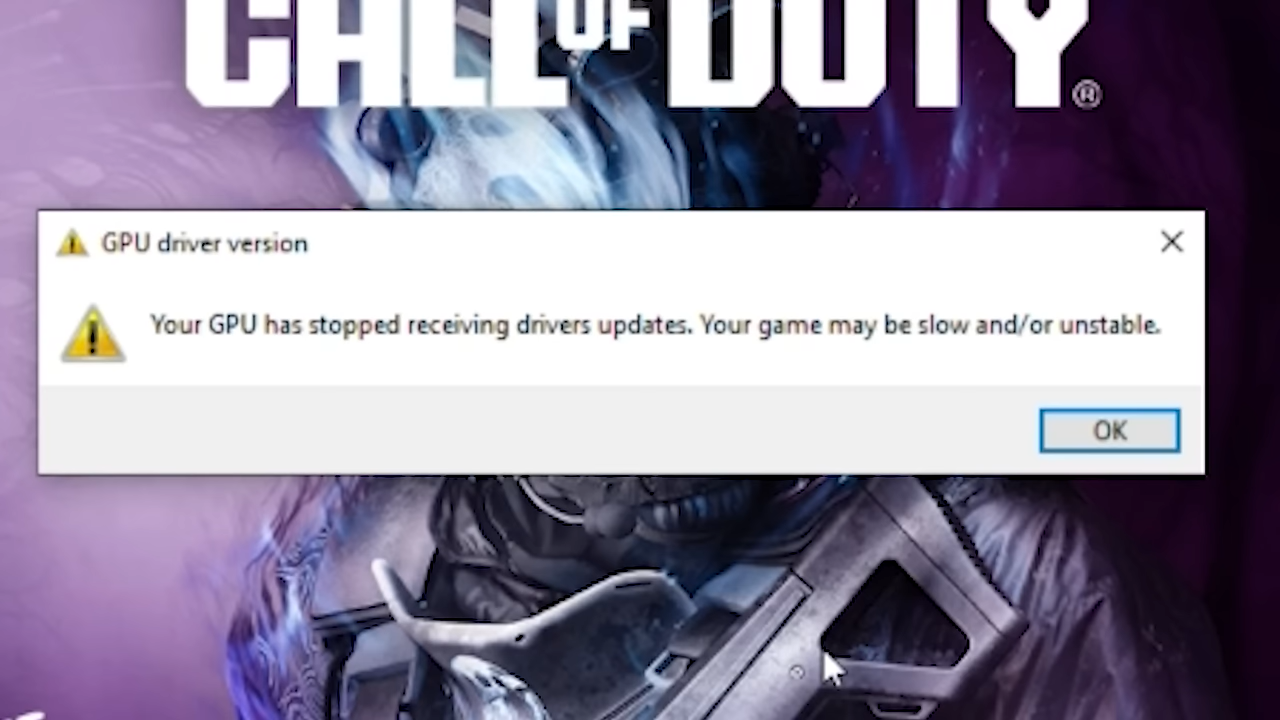 CALL OF DUTY®
GPU driver version
Your GPU has stopped receiving drivers updates. Your game may be slow and/or unstable.
OK